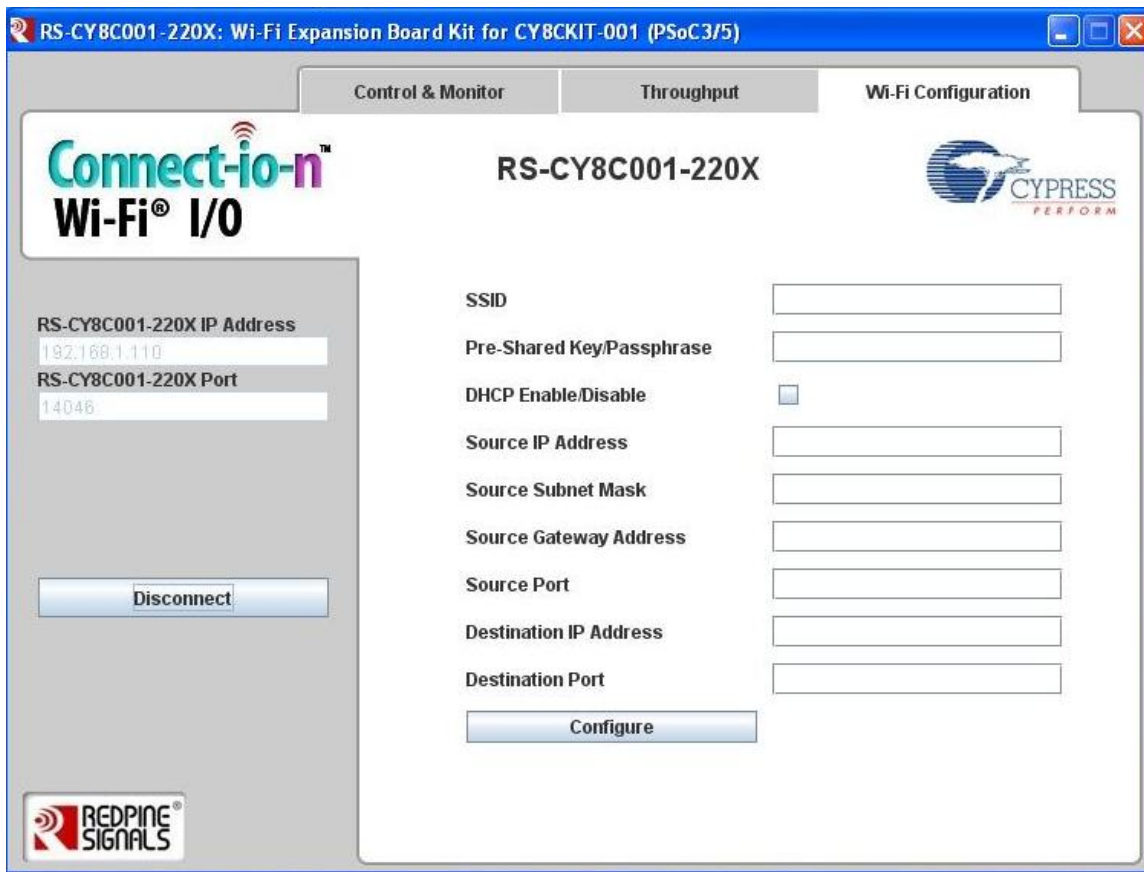 RS-CY8C001-220X: Wi-Fi Expansion Board Kit for CY8CKIT-001 (PSoC3/5)
Control & Monitor
Throughput
Wi-Fi Configuration
Connect-io-n™
Wi-Fi® I/O
RS-CY8C001-220X
CYPRESS
PERFORM
RS-CY8C001-220X IP Address
192.168.1.110
RS-CY8C001-220X Port
14046
Disconnect
SSID
Pre-Shared Key/Passphrase
DHCP Enable/Disable
Source IP Address
Source Subnet Mask
Source Gateway Address
Source Port
Destination IP Address
Destination Port
Configure
REDPINE®
SIGNALS